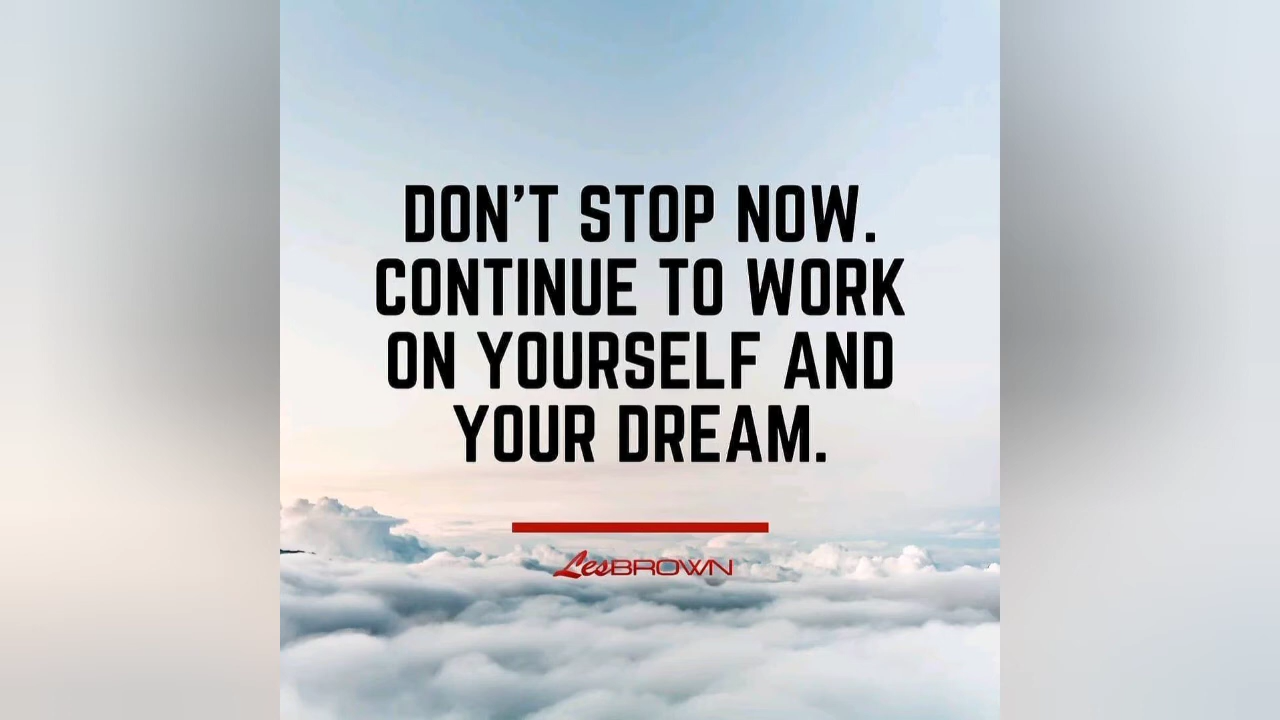 DON'T STOP NOW.
CONTINUE TO WORK
ON YOURSELF AND
YOUR DREAM.
LesBROWN